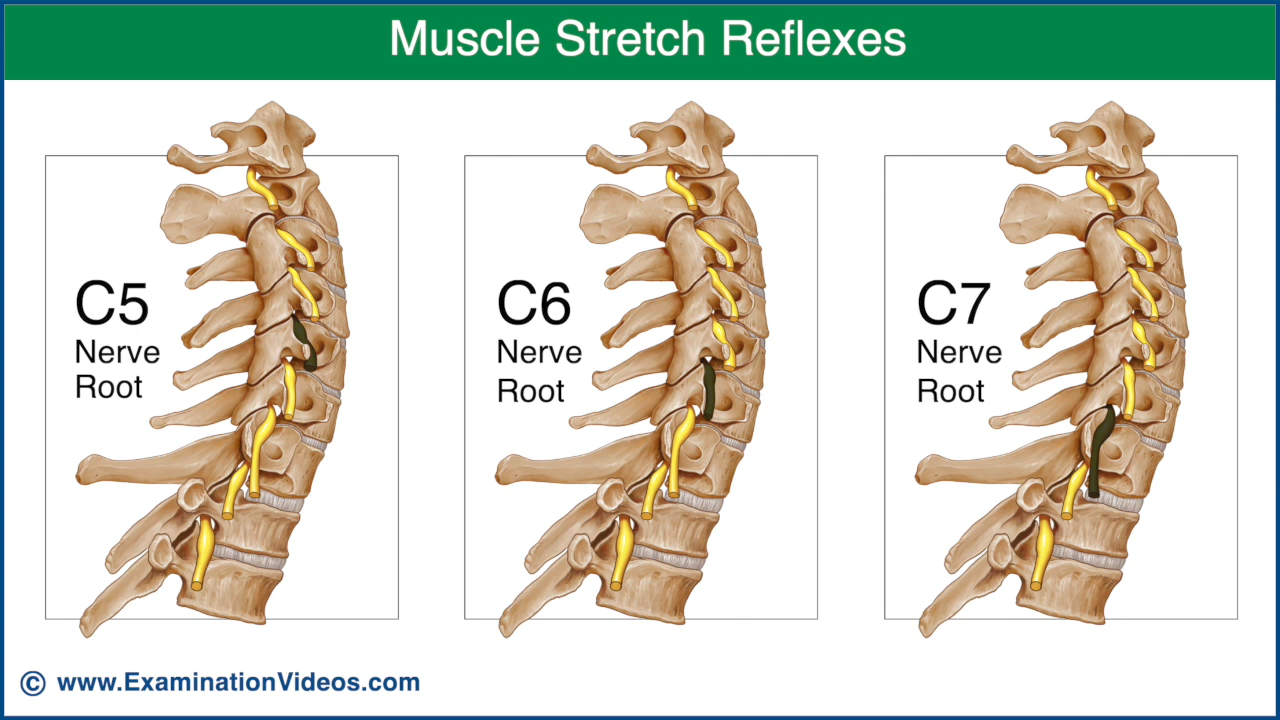 Muscle Stretch Reflexes
C5
Nerve
Root
C6
Nerve
Root
C7
Nerve
Root
© www.ExaminationVideos.com